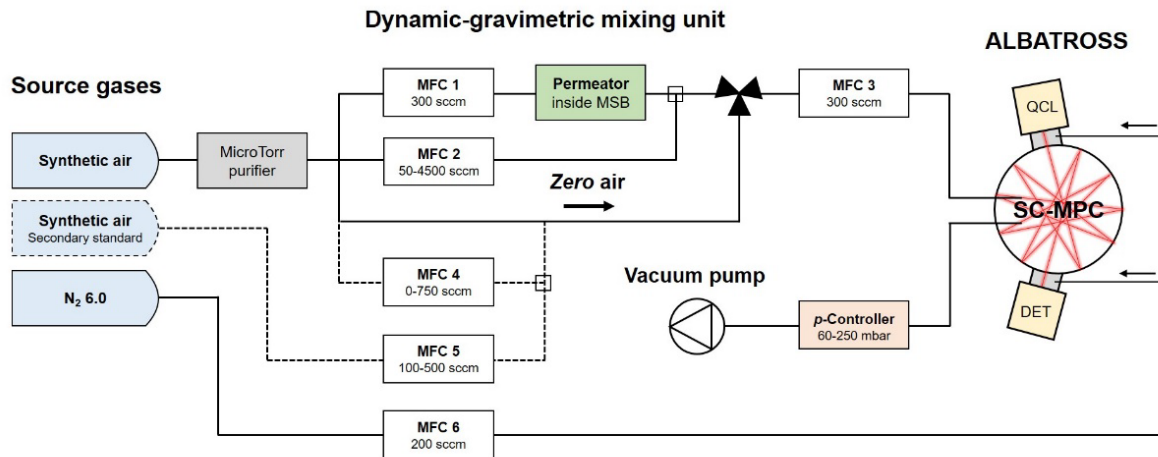 Dynamic-gravimetric mixing unit
ALBATROSS
Source gases
MFC 1
300 sccm
Permeator
inside MSB
MFC 3
300 sccm
QCL
Synthetic air
MicroTorr
purifier
MFC 2
50-4500 sccm
Zero air
SC-MPC
Synthetic air
Secondary standard
MFC 4
0-750 sccm
Vacuum pump
N₂ 6.0
p-Controller
60-250 mbar
DET
MFC 5
100-500 sccm
MFC 6
200 sccm